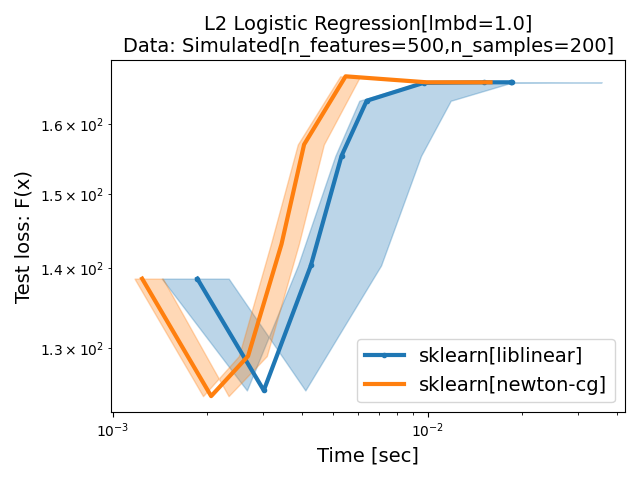 L2 Logistic Regression[lmbd=1.0]
Data: Simulated[n_features=500,n_samples=200]
Test loss: F(x)
1.6 × 10²
1.5 × 10²
1.4 × 10²
1.3 × 10²
sklearn[liblinear]
sklearn[newton-cg]
10⁻³
10⁻²
Time [sec]